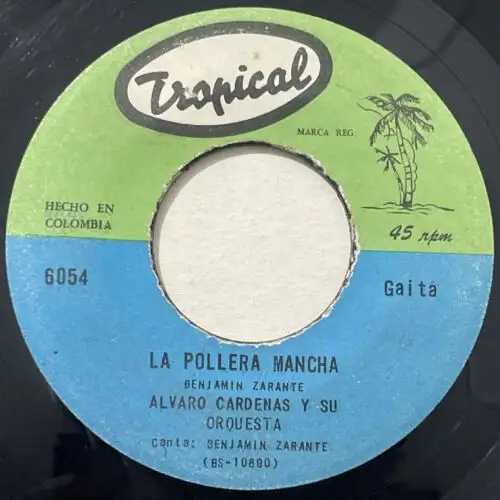 Tropical
MARCA REG
HECHO EN
COLOMBIA
45 rpm
6054
Gaita
LA POLLERA MANCHA
BENJAMIN ZARANTE
ALVARO CARDENAS Y SU
ORQUESTA
canta: BENJAMIN ZARANTE
(BS-10890)